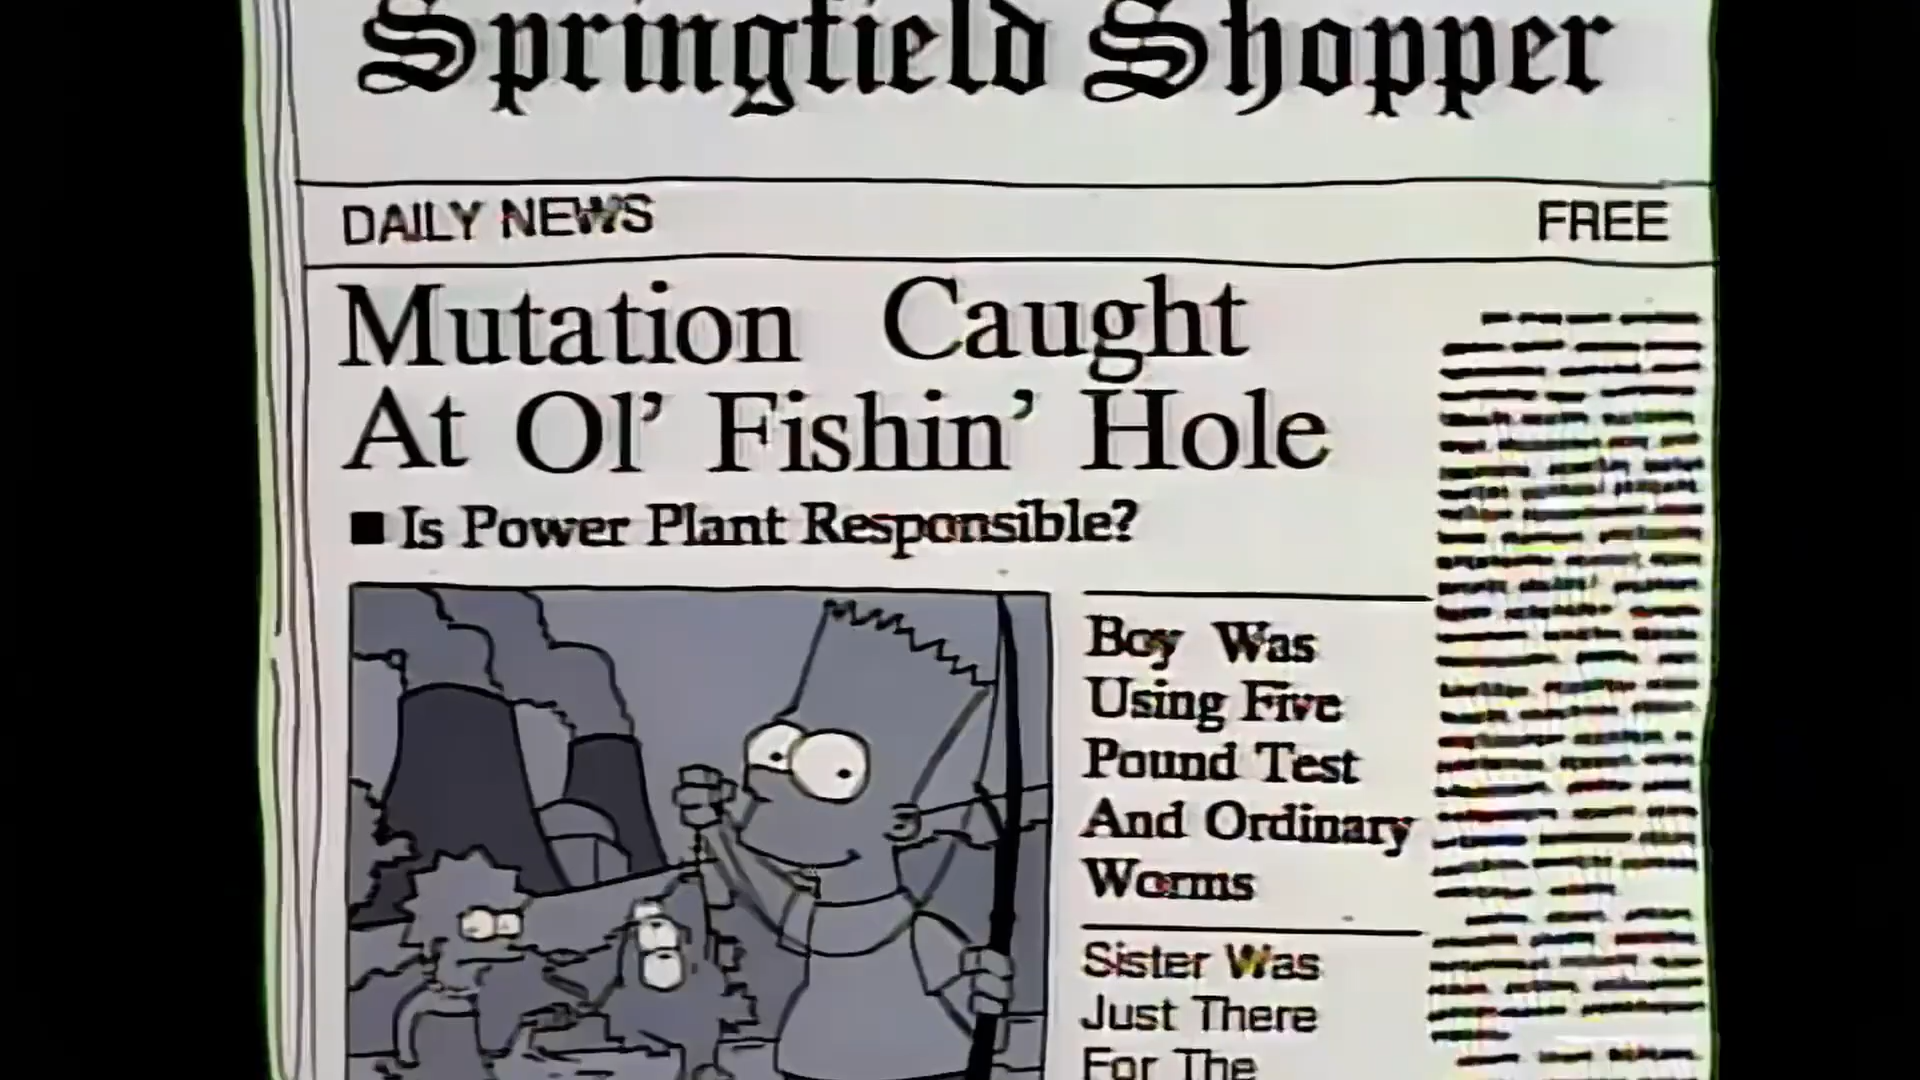 Springfield Shopper
DAILY NEWS FREE
Mutation Caught
At Ol' Fishin' Hole
■ Is Power Plant Responsible?
Boy Was
Using Five
Pound Test
And Ordinary
Worms
Sister Was
Just There
For The